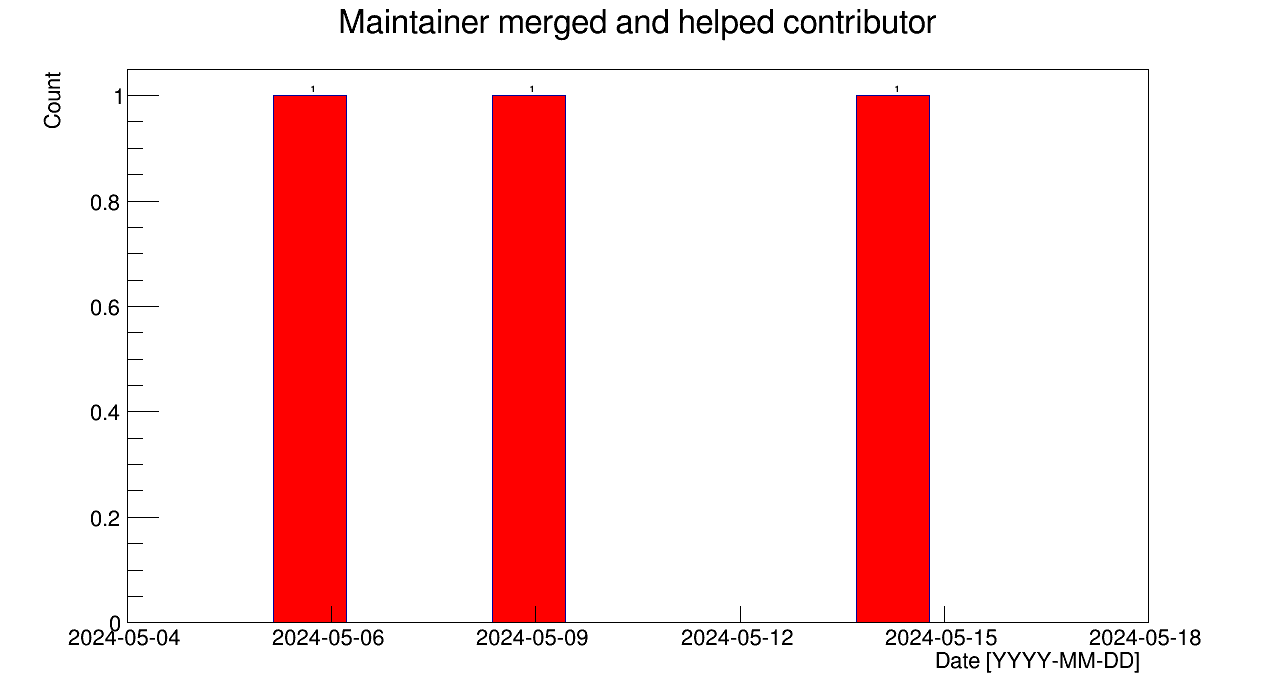 Maintainer merged and helped contributor
Count
1
0.8
0.6
0.4
0.2
0
1 1 1
2024-05-04 2024-05-06 2024-05-09 2024-05-12 2024-05-15 2024-05-18
Date [YYYY-MM-DD]